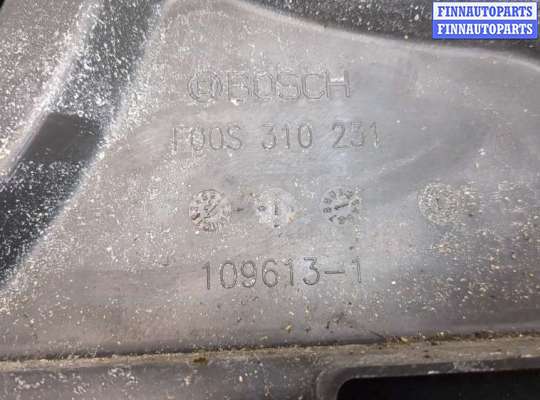 FINNAUTOPARTS
FINNAUTOPARTS
BOSCH
F00S 310 231
109613-1